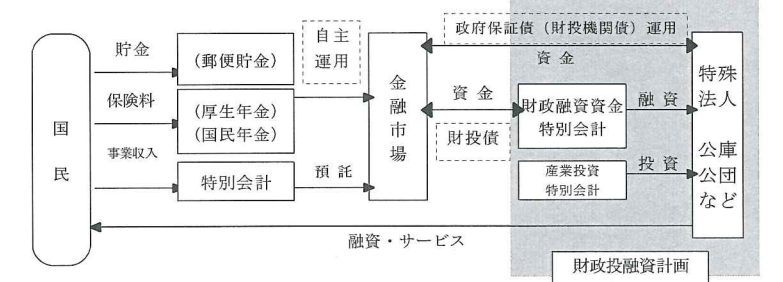 国民
貯金
保険料
事業収入
(郵便貯金)
(厚生年金)
(国民年金)
特別会計
自主
運用
預託
金融市場
政府保証債(財投機関債)運用
資金
資金
財投債
財政融資資金
特別会計
産業投資
特別会計
融資
投資
特殊
法人
公庫
公団
など
融資・サービス
財政投融資計画